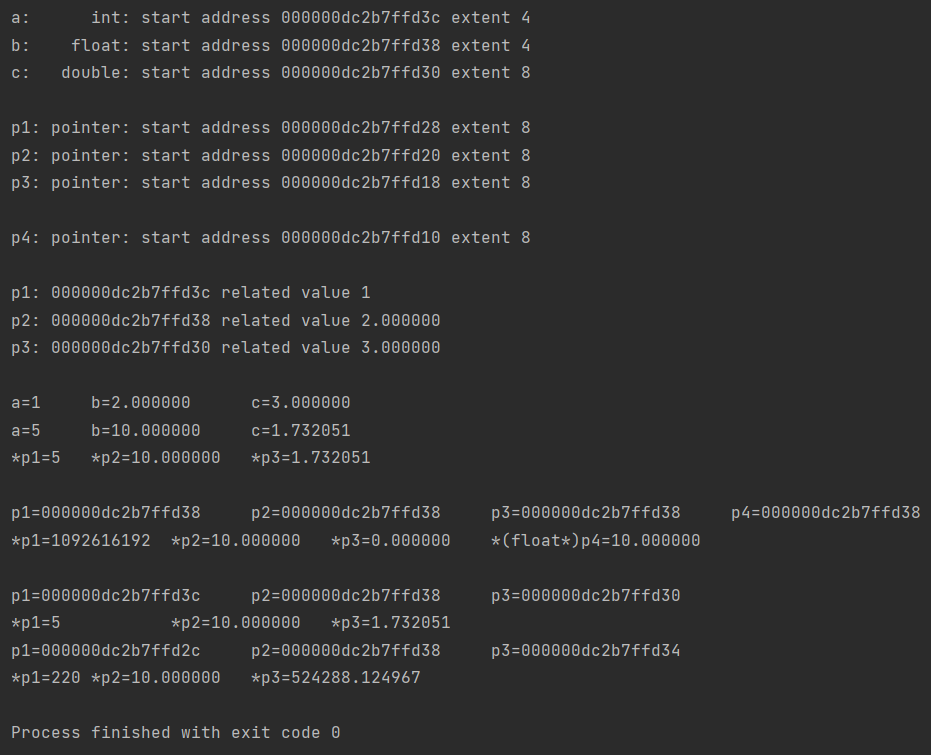 a:      int: start address 000000dc2b7ffd3c extent 4
b:    float: start address 000000dc2b7ffd38 extent 4
c:   double: start address 000000dc2b7ffd30 extent 8

p1: pointer: start address 000000dc2b7ffd28 extent 8
p2: pointer: start address 000000dc2b7ffd20 extent 8
p3: pointer: start address 000000dc2b7ffd18 extent 8

p4: pointer: start address 000000dc2b7ffd10 extent 8

p1: 000000dc2b7ffd3c related value 1
p2: 000000dc2b7ffd38 related value 2.000000
p3: 000000dc2b7ffd30 related value 3.000000

a=1     b=2.000000      c=3.000000
a=5     b=10.000000     c=1.732051
*p1=5   *p2=10.000000   *p3=1.732051

p1=000000dc2b7ffd38     p2=000000dc2b7ffd38     p3=000000dc2b7ffd38     p4=000000dc2b7ffd38
*p1=1092616192  *p2=10.000000   *p3=0.000000    *(float*)p4=10.000000

p1=000000dc2b7ffd3c     p2=000000dc2b7ffd38     p3=000000dc2b7ffd30
*p1=5           *p2=10.000000   *p3=1.732051
p1=000000dc2b7ffd2c     p2=000000dc2b7ffd38     p3=000000dc2b7ffd34
*p1=220 *p2=10.000000   *p3=524288.124967

Process finished with exit code 0